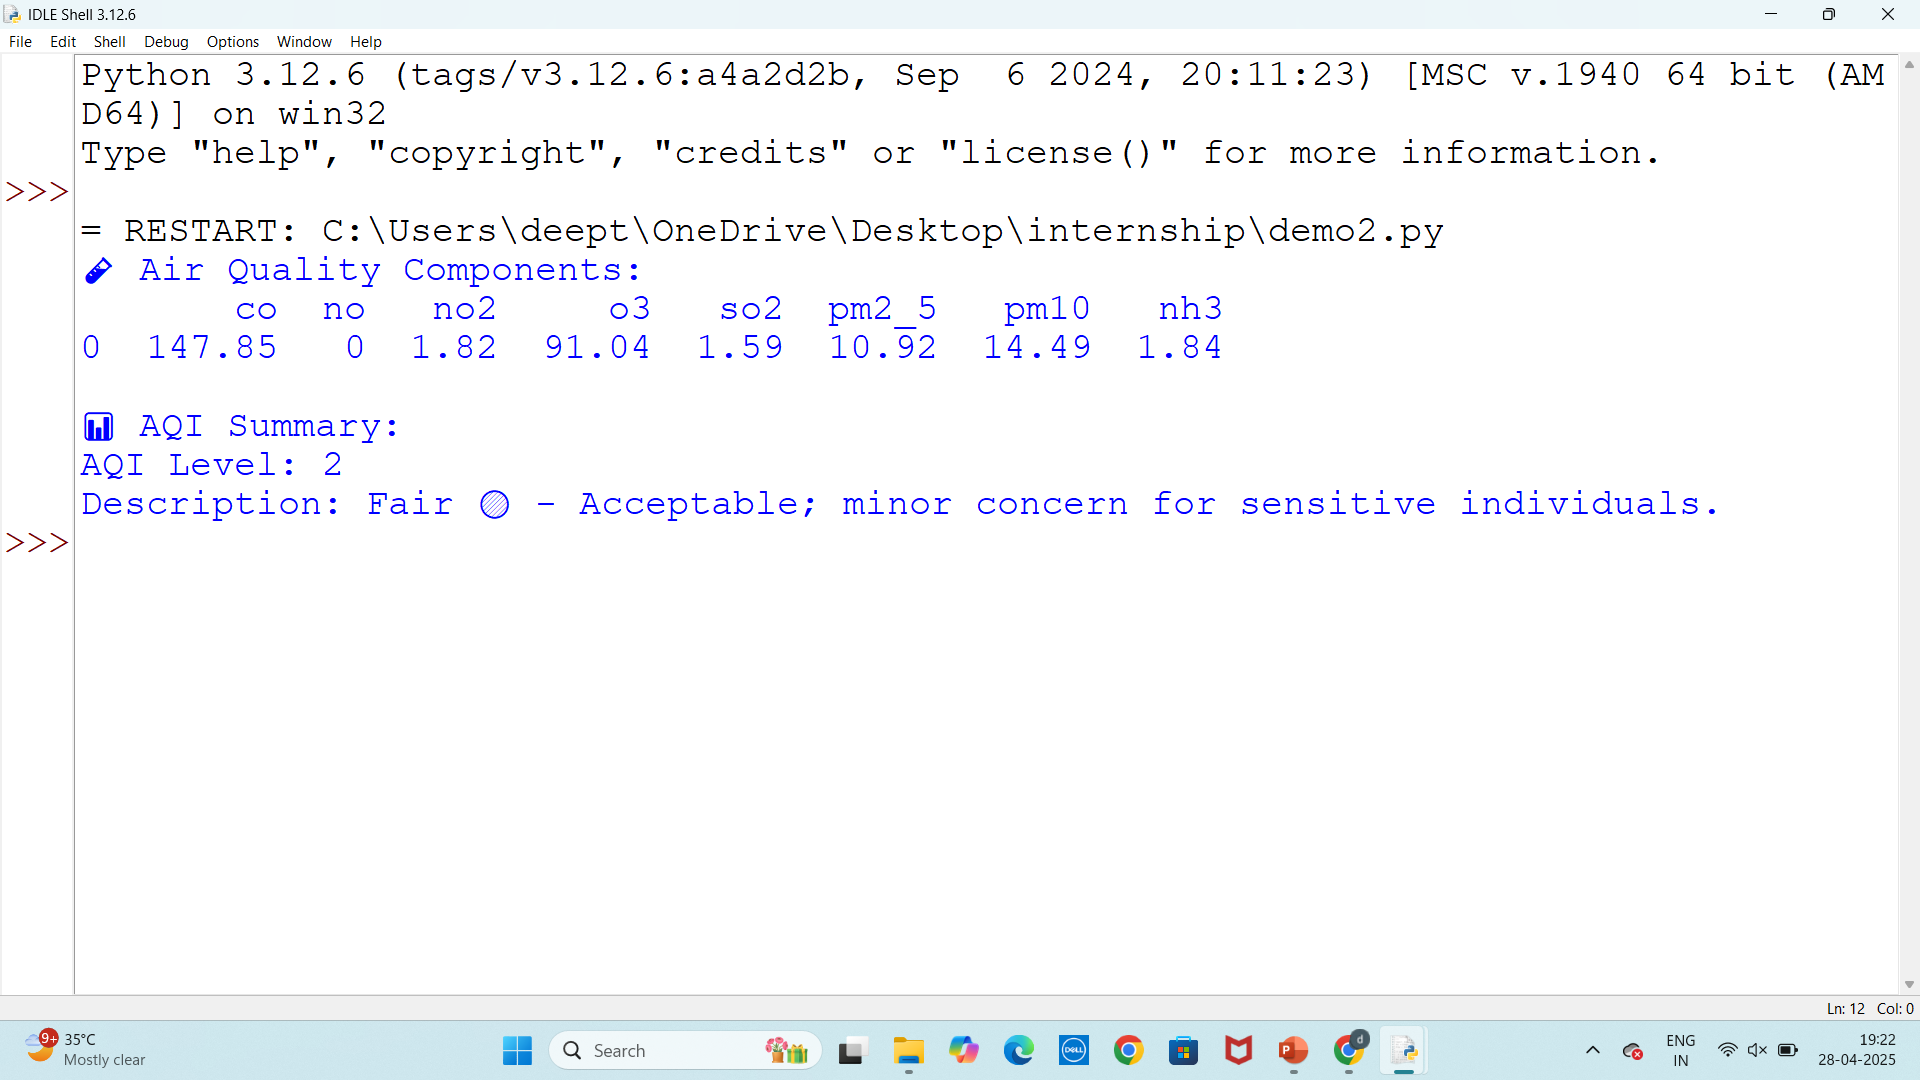 IDLE Shell 3.12.6
File Edit Shell Debug Options Window Help
Python 3.12.6 (tags/v3.12.6:a4a2d2b, Sep  6 2024, 20:11:23) [MSC v.1940 64 bit (AM
D64)] on win32
Type "help", "copyright", "credits" or "license()" for more information.
>>>
= RESTART: C:\Users\deept\OneDrive\Desktop\internship\demo2.py
🧪 Air Quality Components:
co no no2 o3 so2 pm2_5 pm10 nh3
0 147.85 0 1.82 91.04 1.59 10.92 14.49 1.84
📊 AQI Summary:
AQI Level: 2
Description: Fair 🟡 - Acceptable; minor concern for sensitive individuals.
>>>
Ln: 12 Col: 0
9+
35°C
Mostly clear
Search
DELL
P
d
ENG
IN
19:22
28-04-2025